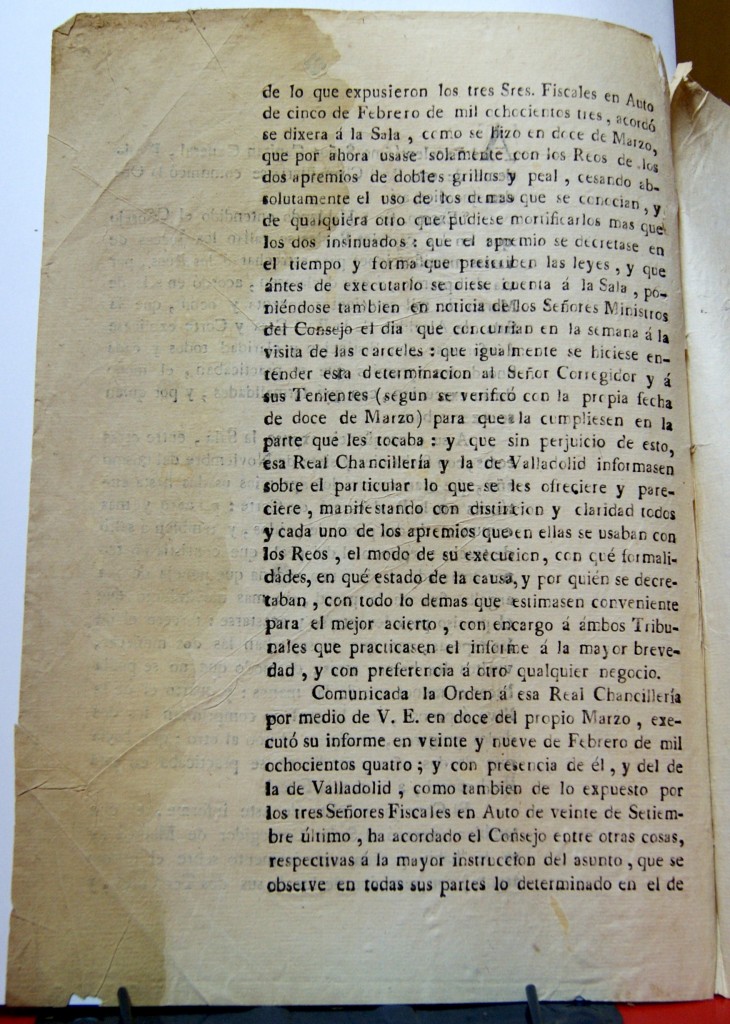 de lo que expusieron los tres Sres. Fiscales en Auto
de cinco de Febrero de mil ochocientos tres, acordó
se dixera á la Sala, como se hizo en doce de Marzo,
que por ahora usase solamente con los Reos de los
dos apremios de dobles grillos y peal, cesando ab-
solutamente el uso de los demas que se conocian, y
de qualquiera otro que pudiese mortificarlos mas que
los dos insinuados: que el apremio se decretase en
el tiempo y forma que prescriben las leyes, y que
ántes de executarlo se diese cuenta á la Sala, po-
niéndose tambien en noticia de los Señores Ministros
del Consejo el dia que concurrian en la semana á la
visita de las carceles: que igualmente se hiciese en-
tender esta determinacion al Señor Corregidor y á
sus Tenientes (segun se verificó con la propia fecha
de doce de Marzo) para que la cumpliesen en la
parte que les tocaba: y que sin perjuicio de esto,
esa Real Chancillería y la de Valladolid informasen
sobre el particular lo que se les ofreciere y pare-
ciere, manifestando con distincion y claridad todos
y cada uno de los apremios que en ellas se usaban con
los Reos, el modo de su execucion, con qué formali-
dádes, en qué estado de la causa, y por quién se decre-
taban, con todo lo demas que estimasen conveniente
para el mejor acierto, con encargo á ámbos Tribu-
nales que practicasen el informe á la mayor breve-
dad, y con preferencia á otro qualquier negocio.
Comunicada la Orden á esa Real Chancillería
por medio de V. E. en doce del propio Marzo, exe-
cutó su informe en veinte y nueve de Febrero de mil
ochocientos quatro; y con presencia de él, y del de
la de Valladolid, como tambien de lo expuesto por
los tres Señores Fiscales en Auto de veinte de Setiem-
bre último, ha acordado el Consejo entre otras cosas,
respectivas á la mayor instruccion del asunto, que se
observe en todas sus partes lo determinado en el de